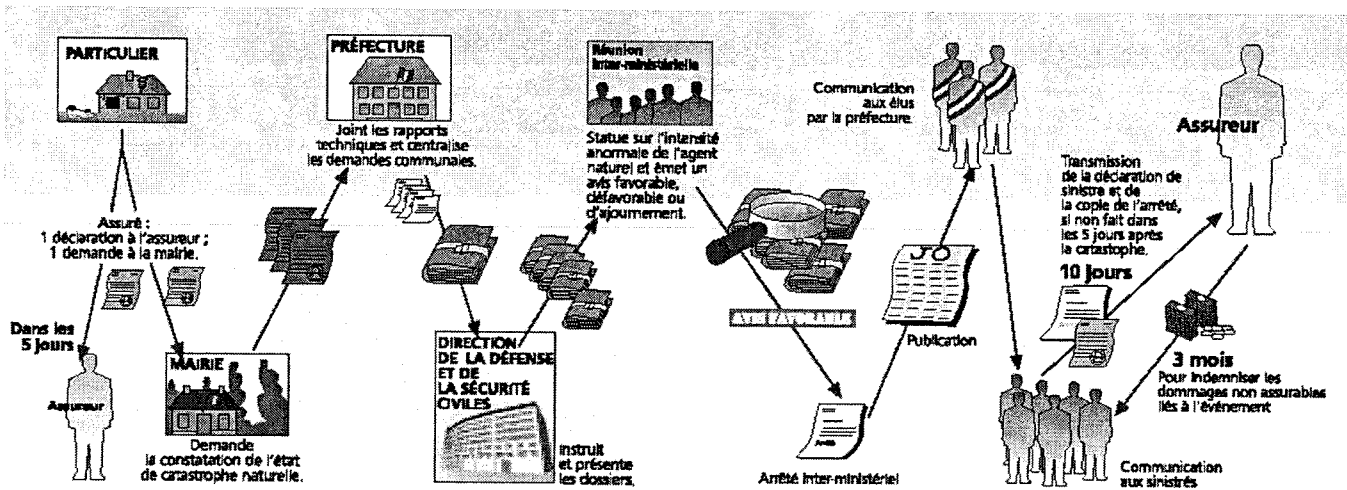 PARTICULIER
Assuré :
1 déclaration à l'assureur ;
1 demande à la mairie.
Dans les
5 jours
Assureur
MAIRIE
Demande
la constatation de l'état
de catastrophe naturelle.
PRÉFECTURE
Joint les rapports
techniques et centralise
les demandes communales.
DIRECTION
DE LA DÉFENSE
ET DE
LA SÉCURITÉ
CIVILES
Instruit
et présente
les dossiers.
Réunion
Inter-ministérielle
Statue sur l'intensité
anormale de l'agent
naturel et émet un
avis favorable,
défavorable ou
d'ajournement.
AVIS FAVORABLE
Arrêté
Arrêté Inter-ministériel
JO
Publication
Communication
aux élus
par la préfecture.
Transmission
de la déclaration de
sinistre et de
la copie de l'arrêté,
si non fait dans
les 5 jours après
la catastrophe.
10 jours
Assureur
3 mois
Pour indemniser les
dommages non assurables
liés à l'événement
Communication
aux sinistrés